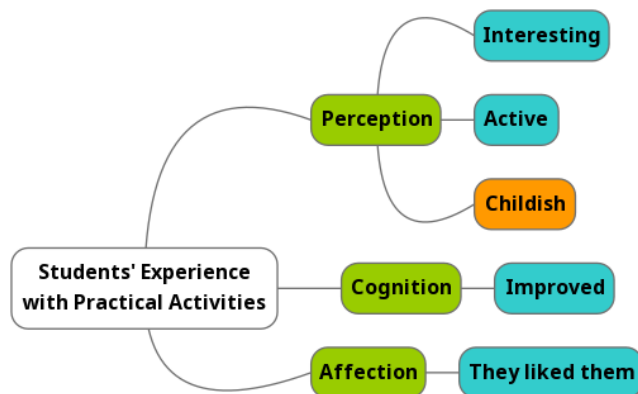 Interesting
Perception
Active
Childish
Students' Experience
with Practical Activities
Cognition
Improved
Affection
They liked them